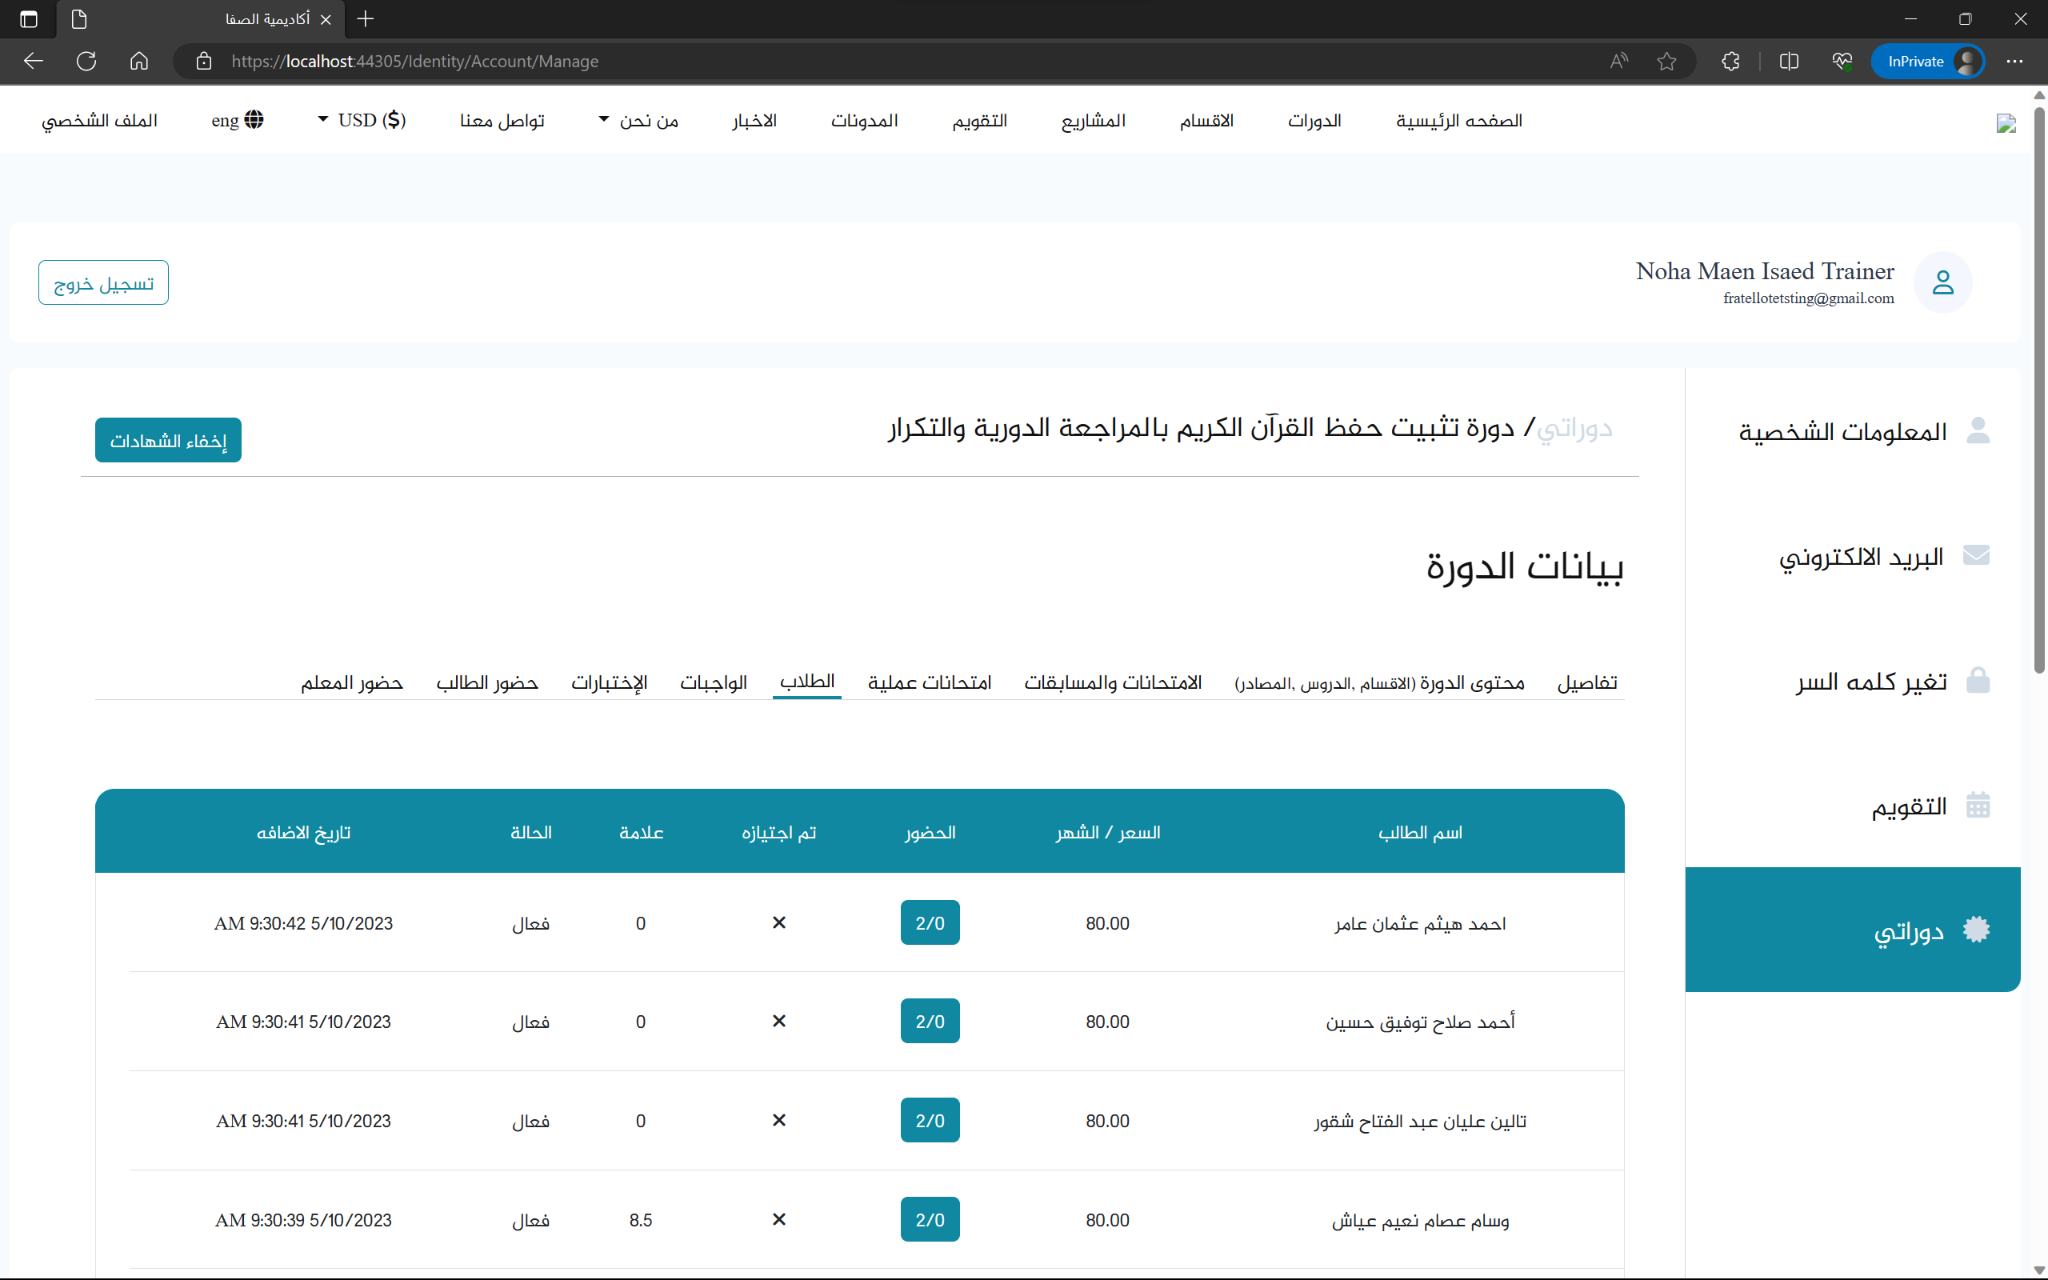 أكاديمية الصفا
https://localhost:44305/Identity/Account/Manage
InPrivate
الصفحه الرئيسية
الدورات
الاقسام
المشاريع
التقويم
المدونات
الاخبار
من نحن
تواصل معنا
USD ($)
eng
الملف الشخصي
Noha Maen Isaed Trainer
fratellotetsting@gmail.com
تسجيل خروج
المعلومات الشخصية
البريد الالكتروني
تغير كلمه السر
التقويم
دوراتي
دوراتي/ دورة تثبيت حفظ القرآن الكريم بالمراجعة الدورية والتكرار
إخفاء الشهادات
بيانات الدورة
تفاصيل
محتوى الدورة (الاقسام ,الدروس ,المصادر)
الامتحانات والمسابقات
امتحانات عملية
الطلاب
الواجبات
الإختبارات
حضور الطالب
حضور المعلم
اسم الطالب السعر / الشهر الحضور تم اجتيازه علامة الحالة تاريخ الاضافه
احمد هيثم عثمان عامر 80.00 2/0 × 0 فعال AM 9:30:42 5/10/2023
أحمد صلاح توفيق حسين 80.00 2/0 × 0 فعال AM 9:30:41 5/10/2023
تالين عليان عبد الفتاح شقور 80.00 2/0 × 0 فعال AM 9:30:41 5/10/2023
وسام عصام نعيم عياش 80.00 2/0 × 8.5 فعال AM 9:30:39 5/10/2023